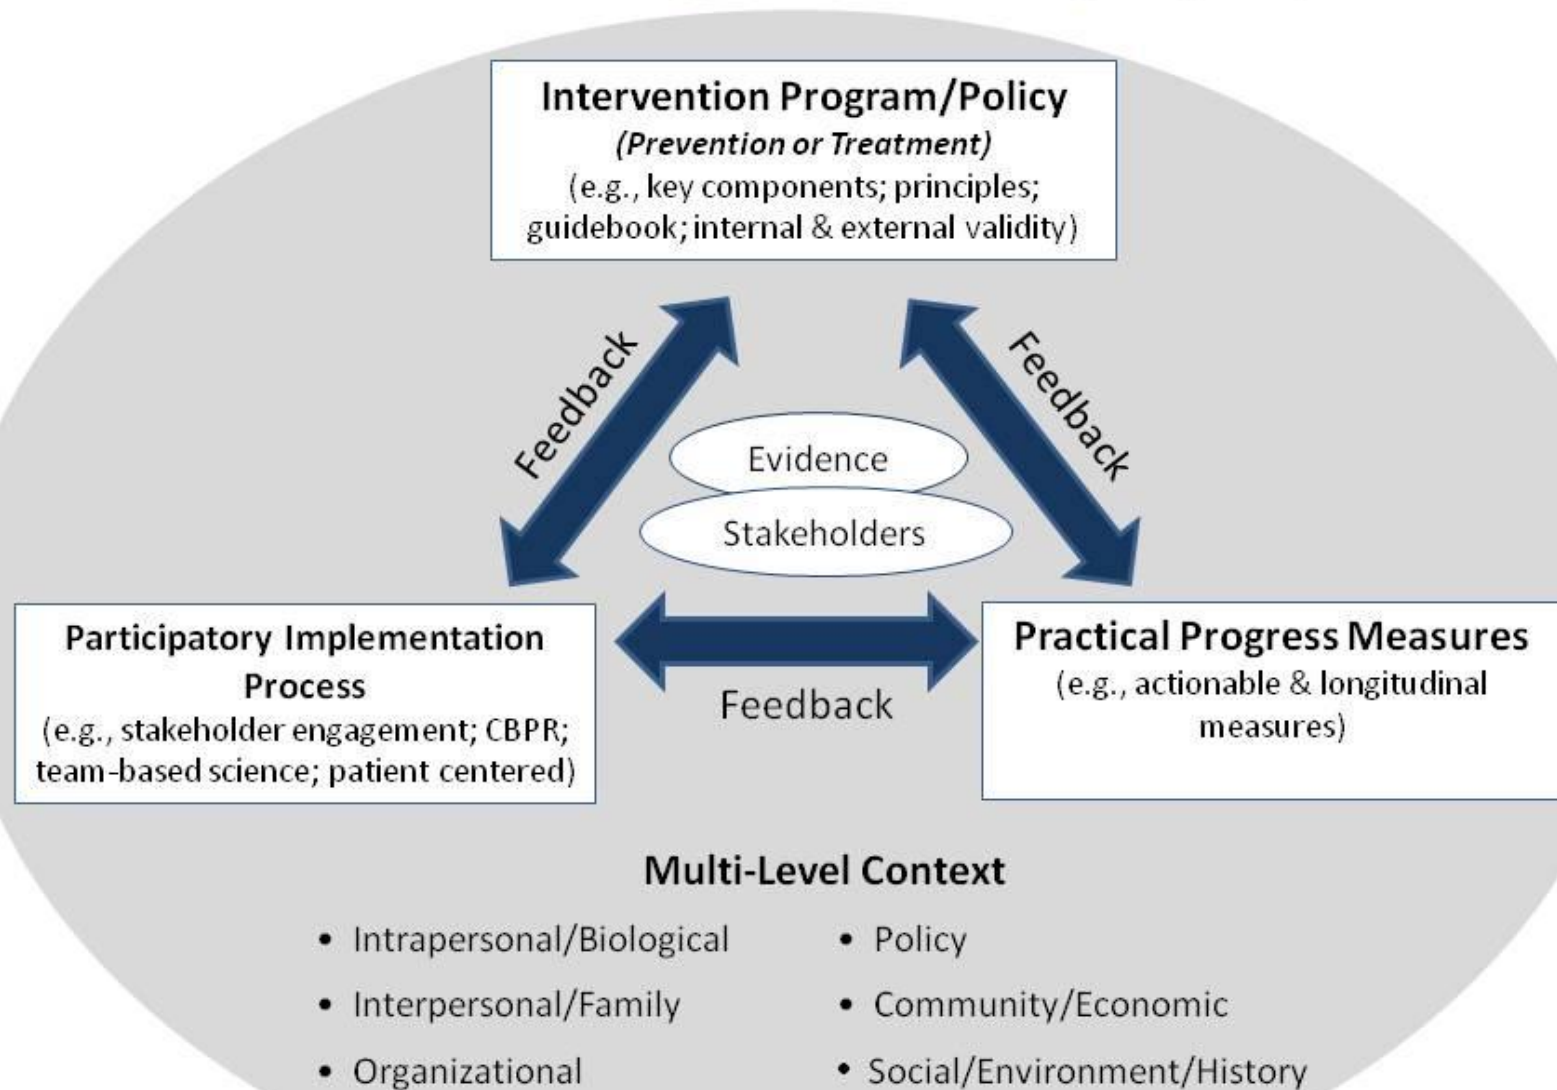 Intervention Program/Policy
(Prevention or Treatment)
(e.g., key components; principles;
guidebook; internal & external validity)
Feedback
Feedback
Evidence
Stakeholders
Participatory Implementation
Process
(e.g., stakeholder engagement; CBPR;
team-based science; patient centered)
Feedback
Practical Progress Measures
(e.g., actionable & longitudinal
measures)
Multi-Level Context
• Intrapersonal/Biological
• Interpersonal/Family
• Organizational
• Policy
• Community/Economic
• Social/Environment/History